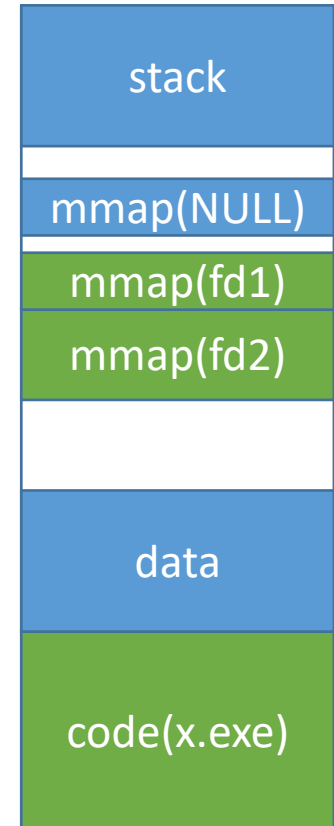 stack
mmap(NULL)
mmap(fd1)
mmap(fd2)
data
code(x.exe)